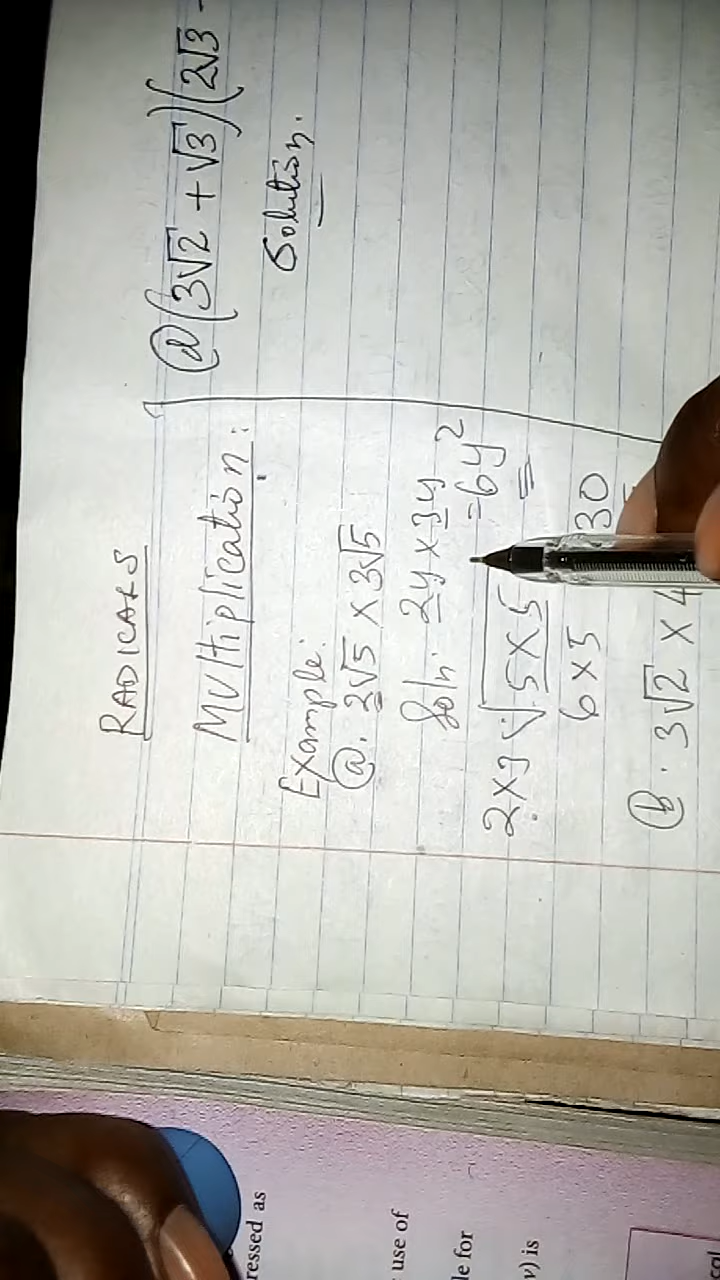 RADICALS
Multiplication:
Example:
ⓐ. 2√5 × 3√5
Soln. 2y × 3y
= 6y²
2×3 √5×5
6×5 30
ⓑ. 3√2 × 4
ⓓ (3√2 + √3)(2√3 -
Solution.
ressed as
use of
le for
v) is